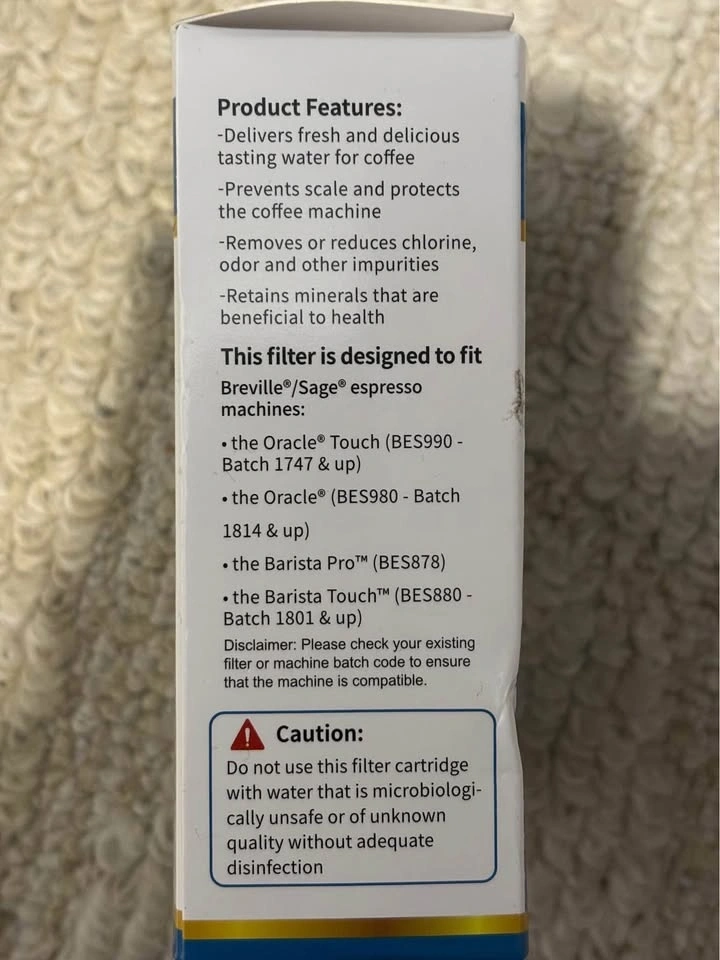 Product Features:
-Delivers fresh and delicious
tasting water for coffee
-Prevents scale and protects
the coffee machine
-Removes or reduces chlorine,
odor and other impurities
-Retains minerals that are
beneficial to health
This filter is designed to fit
Breville®/Sage® espresso
machines:
• the Oracle® Touch (BES990 -
Batch 1747 & up)
• the Oracle® (BES980 - Batch
1814 & up)
• the Barista Pro™ (BES878)
• the Barista Touch™ (BES880 -
Batch 1801 & up)
Disclaimer: Please check your existing
filter or machine batch code to ensure
that the machine is compatible.
Caution:
Do not use this filter cartridge
with water that is microbiologi-
cally unsafe or of unknown
quality without adequate
disinfection